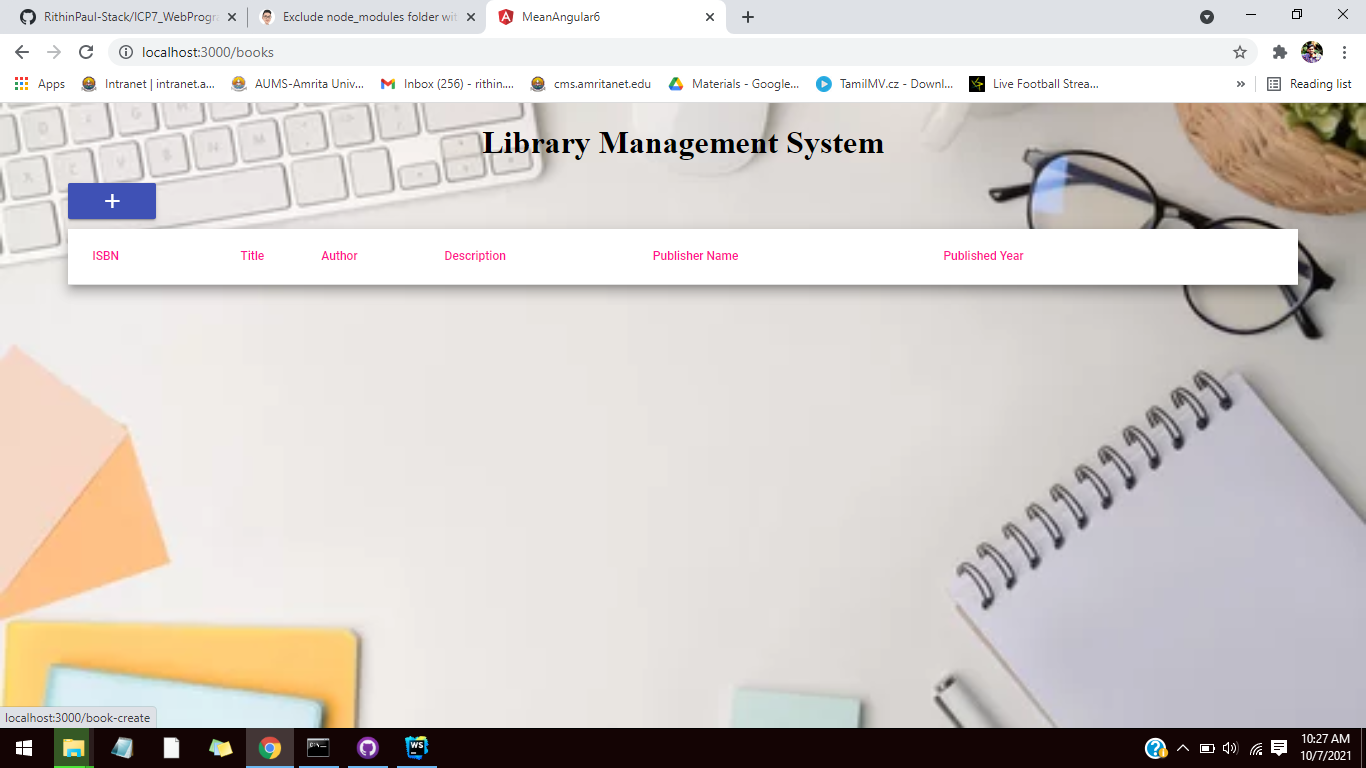 RithinPaul-Stack/ICP7_WebProgra
Exclude node_modules folder wit
MeanAngular6
localhost:3000/books
Apps
Intranet | intranet.a...
AUMS-Amrita Univ...
Inbox (256) - rithin....
cms.amritanet.edu
Materials - Google...
TamilMV.cz - Downl...
Live Football Strea...
»
Reading list
Library Management System
+
ISBN Title Author Description Publisher Name Published Year
localhost:3000/book-create
WS
10:27 AM
10/7/2021